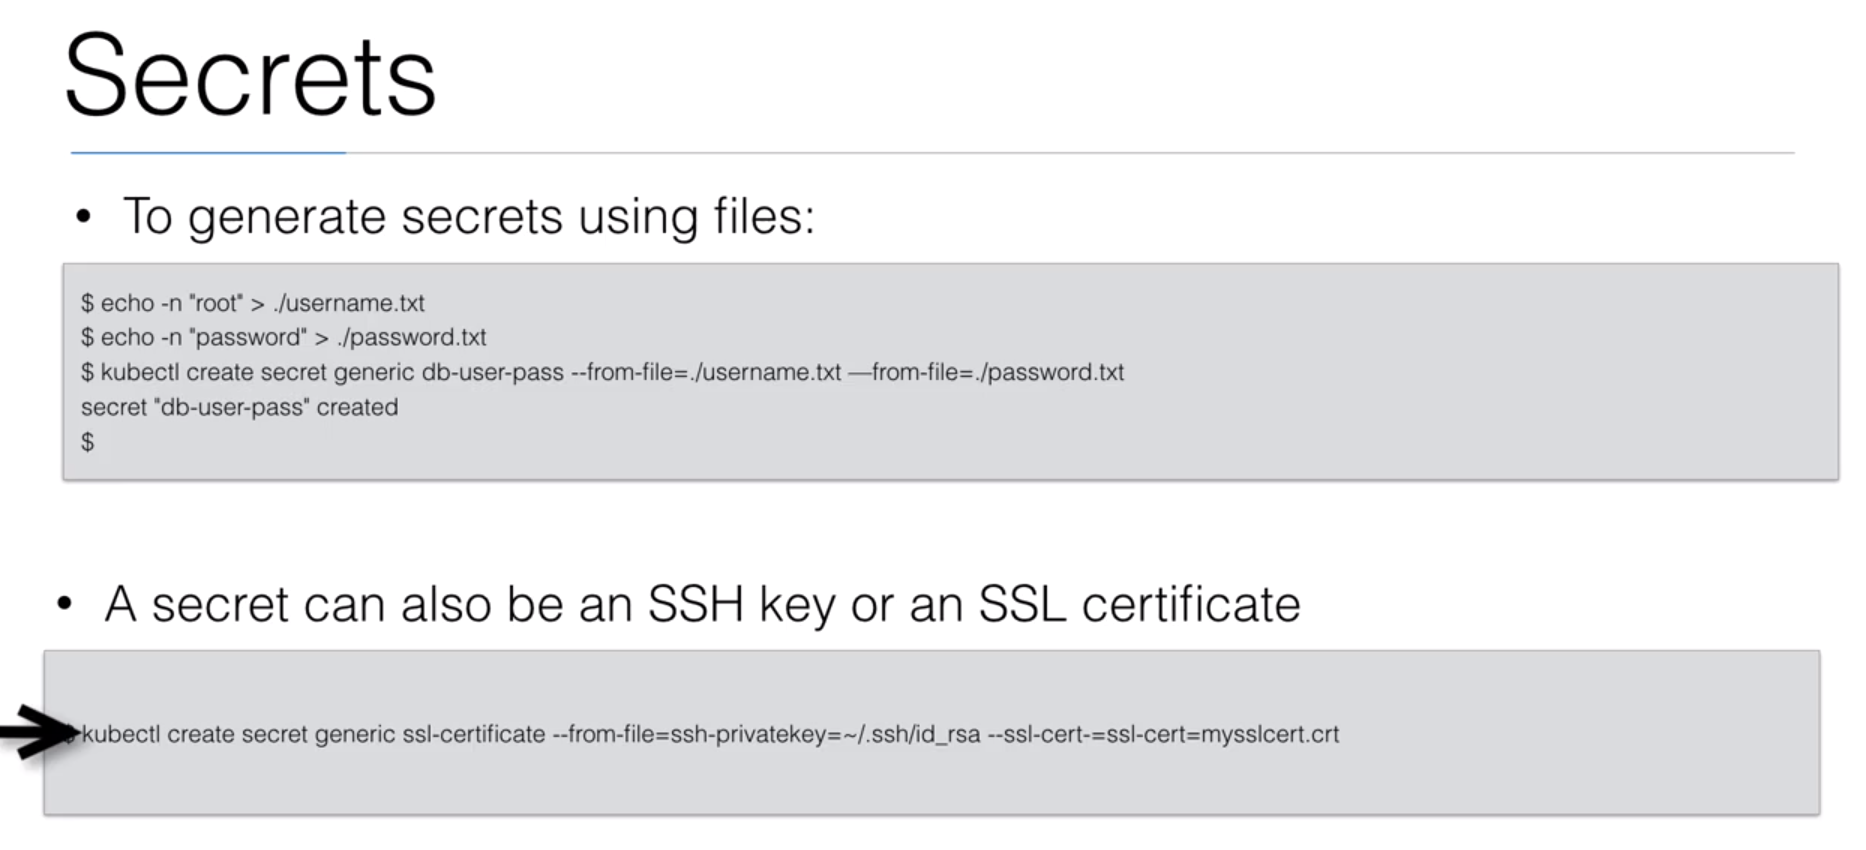 Secrets
• To generate secrets using files:
$ echo -n "root" > ./username.txt
$ echo -n "password" > ./password.txt
$ kubectl create secret generic db-user-pass --from-file=./username.txt —from-file=./password.txt
secret "db-user-pass" created
$
• A secret can also be an SSH key or an SSL certificate
$ kubectl create secret generic ssl-certificate --from-file=ssh-privatekey=~/.ssh/id_rsa --ssl-cert-=ssl-cert=mysslcert.crt